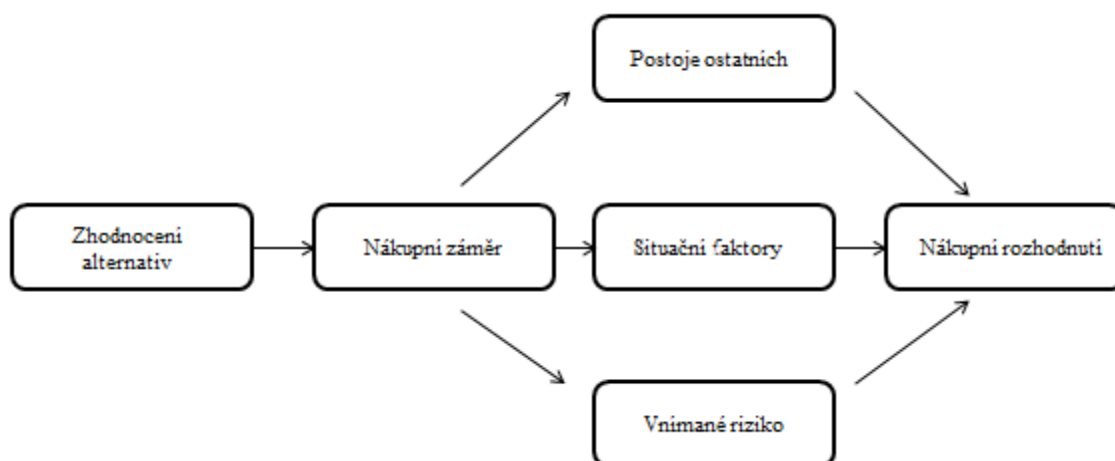 Postoje ostatních
Zhodnocení
alternativ
Nákupní záměr
Situační faktory
Nákupní rozhodnutí
Vnímané riziko